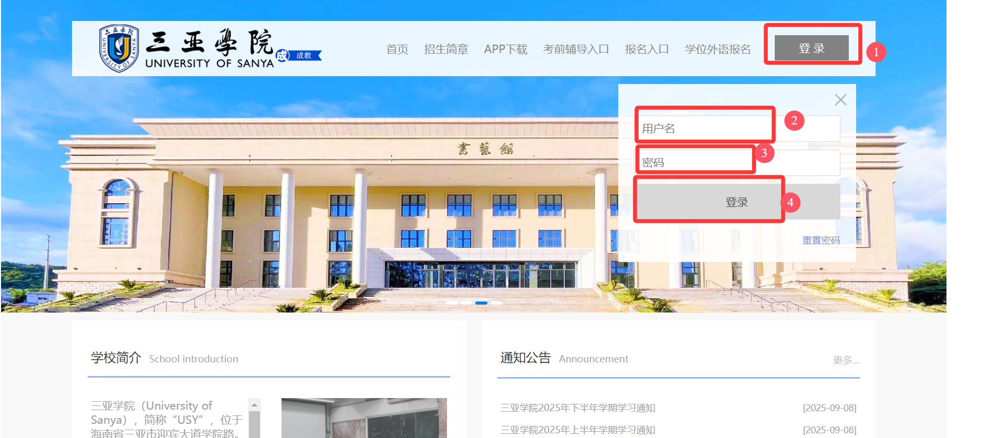 三亚學院
UNIVERSITY OF SANYA
成 成教
首页 招生简章 APP下载 考前辅导入口 报名入口 学位外语报名 登 录
1
用户名
2
密码
3
登录
4
重置密码
書藝館
学校简介 School introduction
通知公告 Announcement
更多...
三亚学院（University of
Sanya），简称“USY”，位于
海南省三亚市迎宾大道学院路。
三亚学院2025年下半年学期学习通知 [2025-09-08]
三亚学院2025年上半年学期学习通知 [2025-09-08]